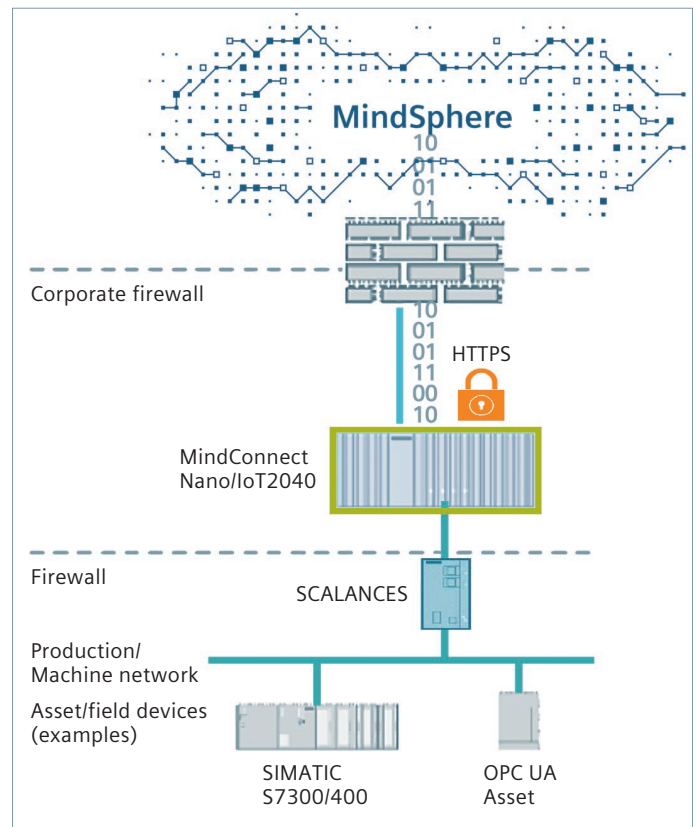 MindSphere
10
01
01
11
Corporate firewall
10
01
01
11
00
10
HTTPS
MindConnect
Nano/IoT2040
Firewall
SCALANCES
Production/
Machine network
Asset/field devices
(examples)
SIMATIC
S7300/400
OPC UA
Asset